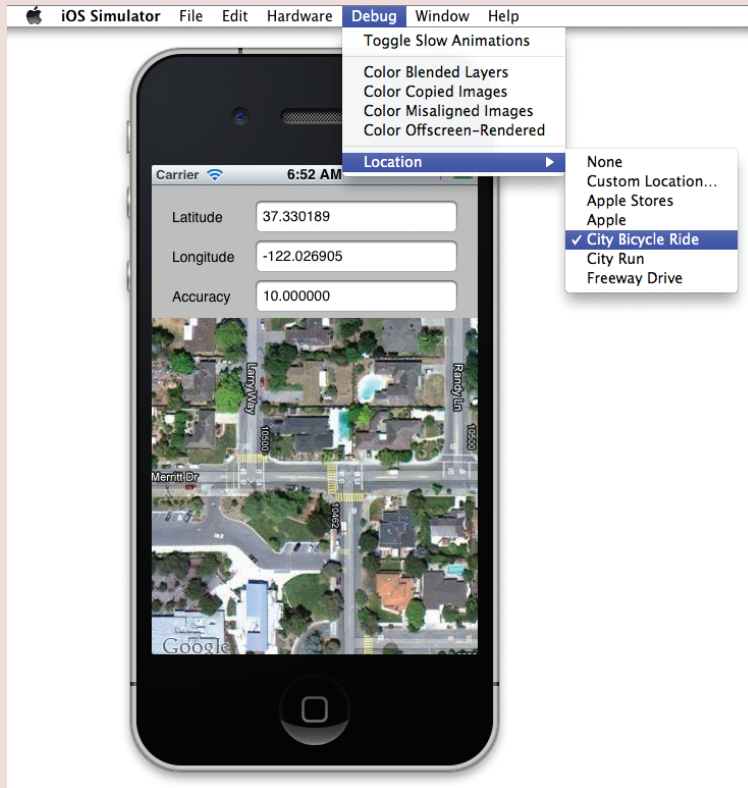 iOS Simulator File Edit Hardware Debug Window Help
Toggle Slow Animations
Color Blended Layers
Color Copied Images
Color Misaligned Images
Color Offscreen-Rendered
Location
None
Custom Location...
Apple Stores
Apple
✓ City Bicycle Ride
City Run
Freeway Drive
Carrier 6:52 AM
Latitude 37.330189
Longitude -122.026905
Accuracy 10.000000
Larry Way
Randy Ln
10500
10500
Merritt Dr
10462
Google